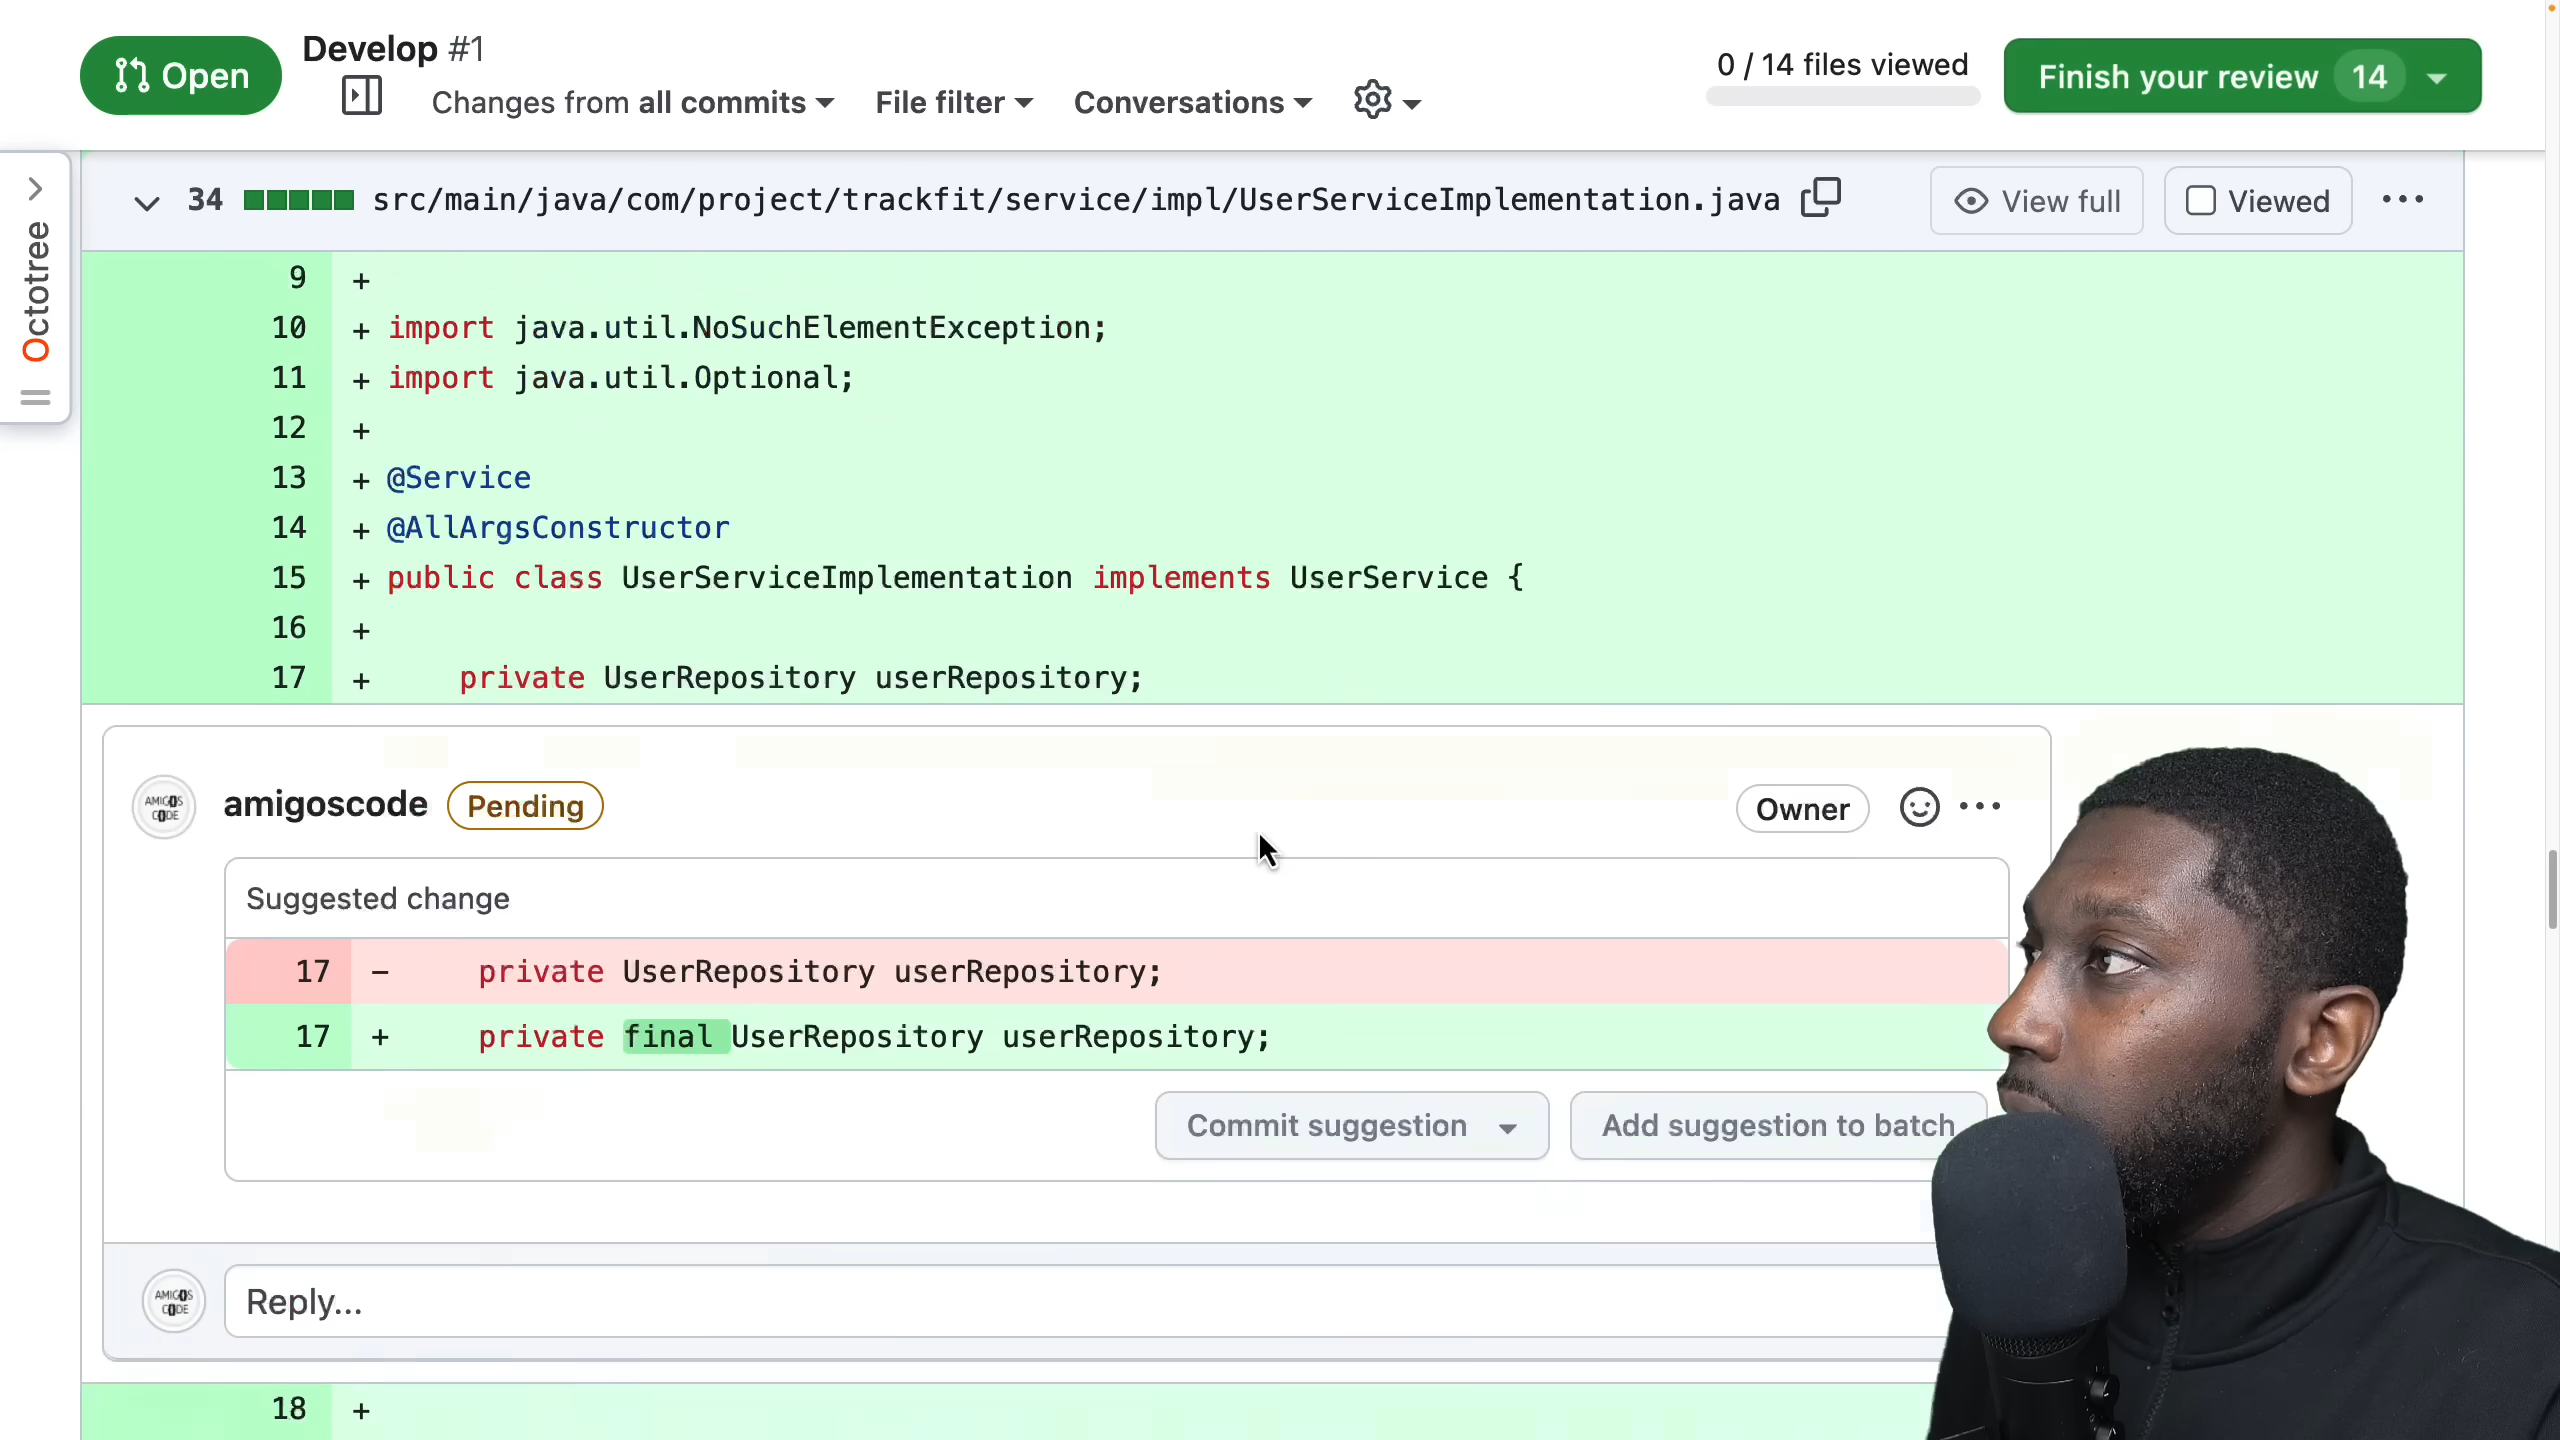 Open
Develop #1
Changes from all commits
File filter
Conversations
0 / 14 files viewed
Finish your review 14
Octotree
34 src/main/java/com/project/trackfit/service/impl/UserServiceImplementation.java
View full
Viewed
9 +
10 + import java.util.NoSuchElementException;
11 + import java.util.Optional;
12 +
13 + @Service
14 + @AllArgsConstructor
15 + public class UserServiceImplementation implements UserService {
16 +
17 + private UserRepository userRepository;
AMIGOS CODE
amigoscode Pending
Owner
Suggested change
17 - private UserRepository userRepository;
17 + private final UserRepository userRepository;
Commit suggestion
Add suggestion to batch
AMIGOS CODE
Reply...
18 +